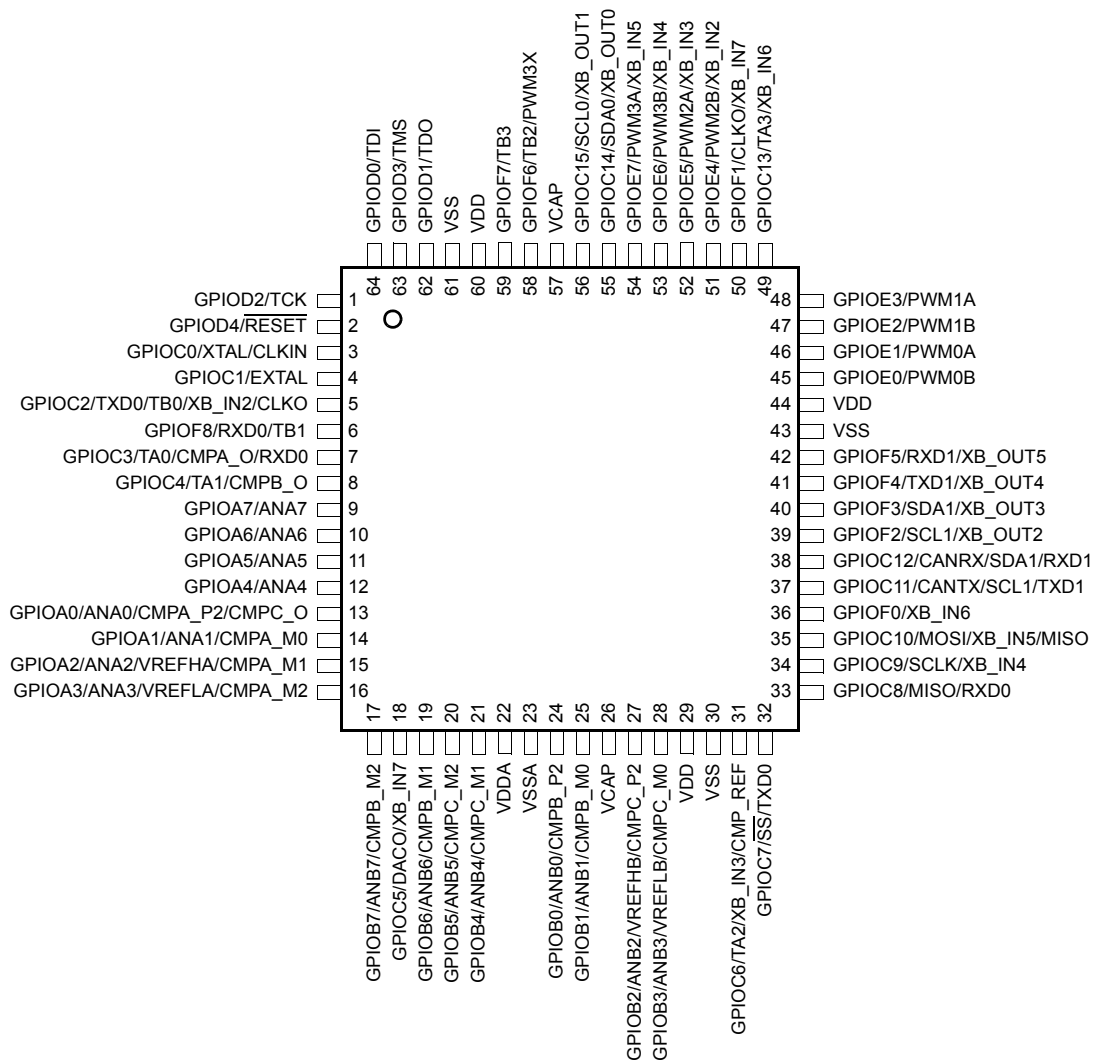 GPIOD0/TDI
GPIOD3/TMS
GPIOD1/TDO
VSS
VDD
GPIOF7/TB3
GPIOF6/TB2/PWM3X
VCAP
GPIOC15/SCL0/XB_OUT1
GPIOC14/SDA0/XB_OUT0
GPIOE7/PWM3A/XB_IN5
GPIOE6/PWM3B/XB_IN4
GPIOE5/PWM2A/XB_IN3
GPIOE4/PWM2B/XB_IN2
GPIOF1/CLKO/XB_IN7
GPIOC13/TA3/XB_IN6
64
63
62
61
60
59
58
57
56
55
54
53
52
51
50
49
GPIOD2/TCK 1
GPIOD4/RESET 2
GPIOC0/XTAL/CLKIN 3
GPIOC1/EXTAL 4
GPIOC2/TXD0/TB0/XB_IN2/CLKO 5
GPIOF8/RXD0/TB1 6
GPIOC3/TA0/CMPA_O/RXD0 7
GPIOC4/TA1/CMPB_O 8
GPIOA7/ANA7 9
GPIOA6/ANA6 10
GPIOA5/ANA5 11
GPIOA4/ANA4 12
GPIOA0/ANA0/CMPA_P2/CMPC_O 13
GPIOA1/ANA1/CMPA_M0 14
GPIOA2/ANA2/VREFHA/CMPA_M1 15
GPIOA3/ANA3/VREFLA/CMPA_M2 16
48 GPIOE3/PWM1A
47 GPIOE2/PWM1B
46 GPIOE1/PWM0A
45 GPIOE0/PWM0B
44 VDD
43 VSS
42 GPIOF5/RXD1/XB_OUT5
41 GPIOF4/TXD1/XB_OUT4
40 GPIOF3/SDA1/XB_OUT3
39 GPIOF2/SCL1/XB_OUT2
38 GPIOC12/CANRX/SDA1/RXD1
37 GPIOC11/CANTX/SCL1/TXD1
36 GPIOF0/XB_IN6
35 GPIOC10/MOSI/XB_IN5/MISO
34 GPIOC9/SCLK/XB_IN4
33 GPIOC8/MISO/RXD0
17
18
19
20
21
22
23
24
25
26
27
28
29
30
31
32
GPIOB7/ANB7/CMPB_M2
GPIOC5/DACO/XB_IN7
GPIOB6/ANB6/CMPB_M1
GPIOB5/ANB5/CMPC_M2
GPIOB4/ANB4/CMPC_M1
VDDA
VSSA
GPIOB0/ANB0/CMPB_P2
GPIOB1/ANB1/CMPB_M0
VCAP
GPIOB2/ANB2/VREFHB/CMPC_P2
GPIOB3/ANB3/VREFLB/CMPC_M0
VDD
VSS
GPIOC6/TA2/XB_IN3/CMP_REF
GPIOC7/SS/TXD0